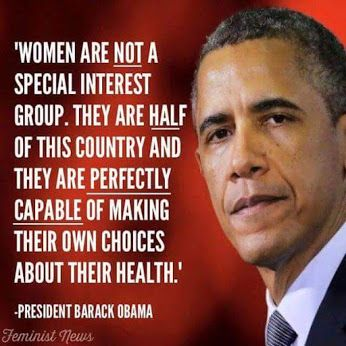 'WOMEN ARE NOT A
SPECIAL INTEREST
GROUP. THEY ARE HALF
OF THIS COUNTRY AND
THEY ARE PERFECTLY
CAPABLE OF MAKING
THEIR OWN CHOICES
ABOUT THEIR HEALTH.'
-PRESIDENT BARACK OBAMA
Feminist News